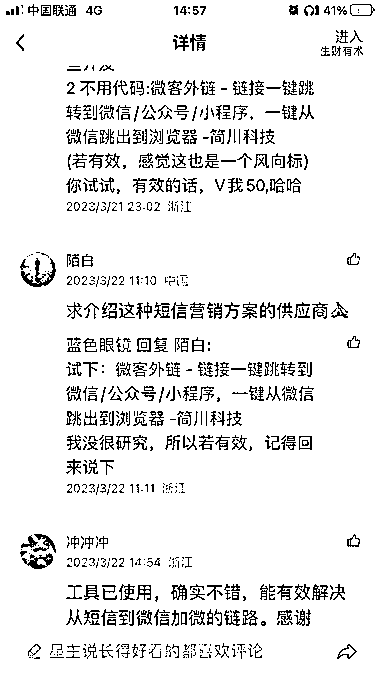 中国联通 4G 14:57 41%
详情
进入
生财有术
2 不用代码:微客外链 - 链接一键跳
转到微信/公众号/小程序，一键从
微信跳出到浏览器 -简川科技
(若有效，感觉这也是一个风向标)
你试试，有效的话，V我50,哈哈
2023/3/21 23:02 浙江
陌白
2023/3/22 11:10 中国
求介绍这种短信营销方案的供应商
蓝色眼镜 回复 陌白:
试下：微客外链 - 链接一键跳转到
微信/公众号/小程序，一键从微信
跳出到浏览器 -简川科技
我没很研究，所以若有效，记得回
来说下
2023/3/22 11:11 浙江
冲冲冲
2023/3/22 14:54 浙江
工具已使用，确实不错，能有效解决
从短信到微信加微的链路。感谢
星主说长得好看的都喜欢评论